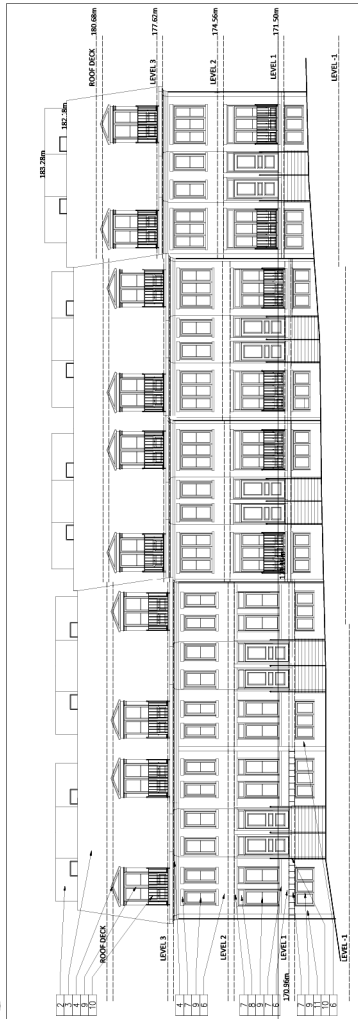 183.28m
180.68m
ROOF DECK
177.62m
LEVEL 3
174.56m
LEVEL 2
171.50m
LEVEL 1
LEVEL -1
ROOF DECK
LEVEL 3
LEVEL 2
LEVEL 1
170.96m
LEVEL -1
2
3
4
9
10
4
7
9
6
7
8
9
7
6
7
9
11
10
6